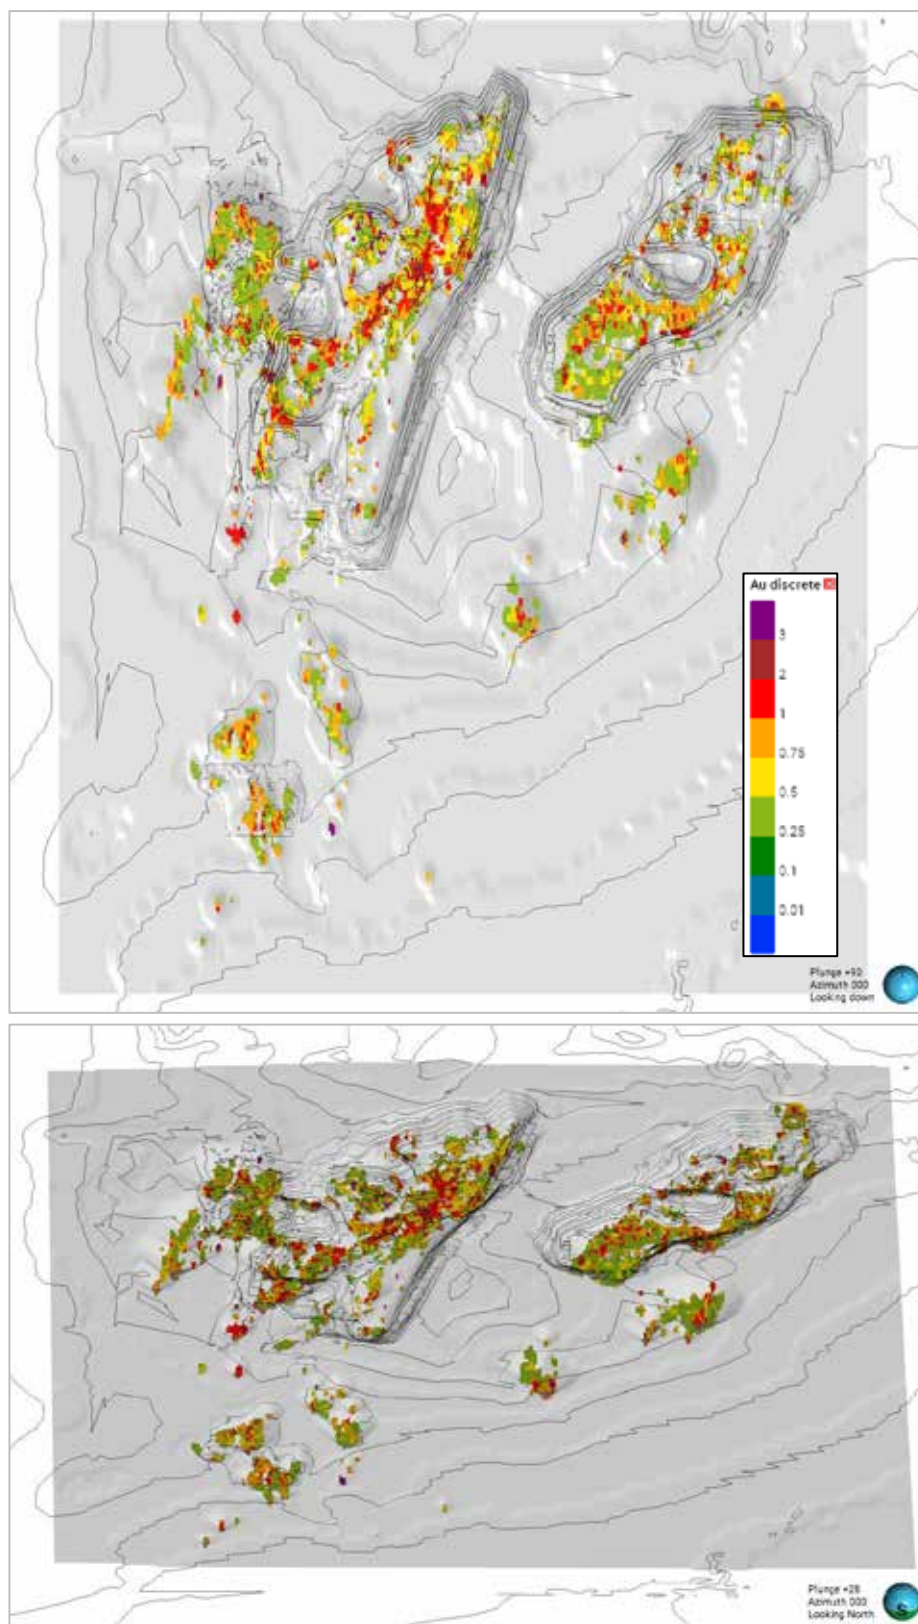 Au discrete
3
2
1
0.75
0.5
0.25
0.1
0.01
Plunge +90
Azimuth 000
Looking down
Plunge +28
Azimuth 000
Looking North
S